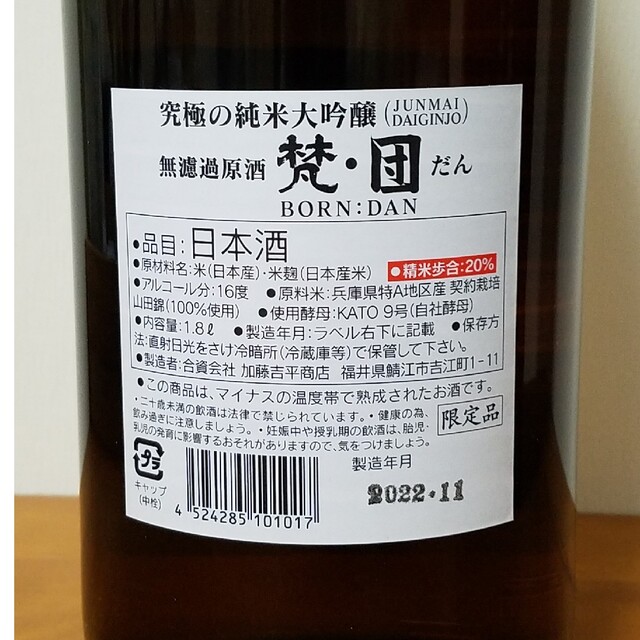 究極の純米大吟醸(JUNMAI DAIGINJO)
無濾過原酒 梵・団 だん
BORN:DAN
●品目:日本酒
●原材料名:米(日本産)・米麹(日本産米) ●精米歩合:20%
●アルコール分:16度 ●原料米:兵庫県特A地区産 契約栽培
山田錦(100%使用) ●使用酵母:KATO 9号(自社酵母)
●内容量:1.8ℓ ●製造年月:ラベル右下に記載 ●保存方
法:直射日光をさけ冷暗所(冷蔵庫等)で保管して下さい。
●製造者:合資会社 加藤吉平商店 福井県鯖江市吉江町1-11
●この商品は、マイナスの温度帯で熟成されたお酒です。
・二十歳未満の飲酒は法律で禁じられています。・健康の為、
飲み過ぎに注意しましょう。・妊娠中や授乳期の飲酒は、胎児・
乳児の発育に影響するおそれがありますので、気をつけましょう。
限定品
プラ
キャップ
(中栓)
4 524285 101017
製造年月
2022.11